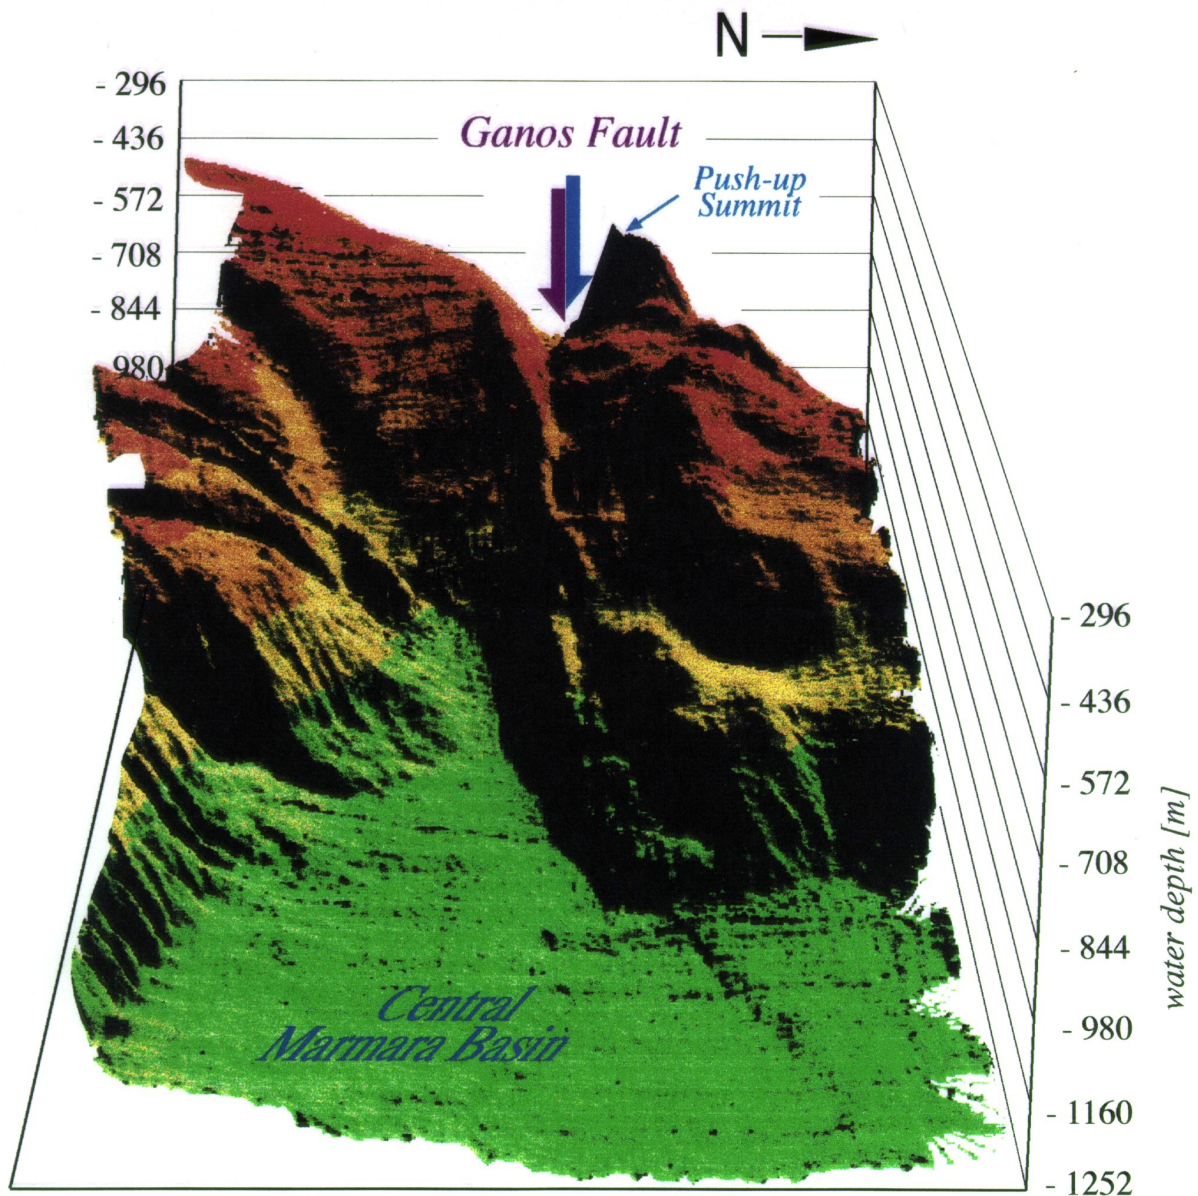 N
- 296
- 436
- 572
- 708
- 844
980
Ganos Fault
Push-up
Summit
- 296
- 436
- 572
- 708
- 844
- 980
- 1160
- 1252
water depth [m]
Central
Marmara Basin